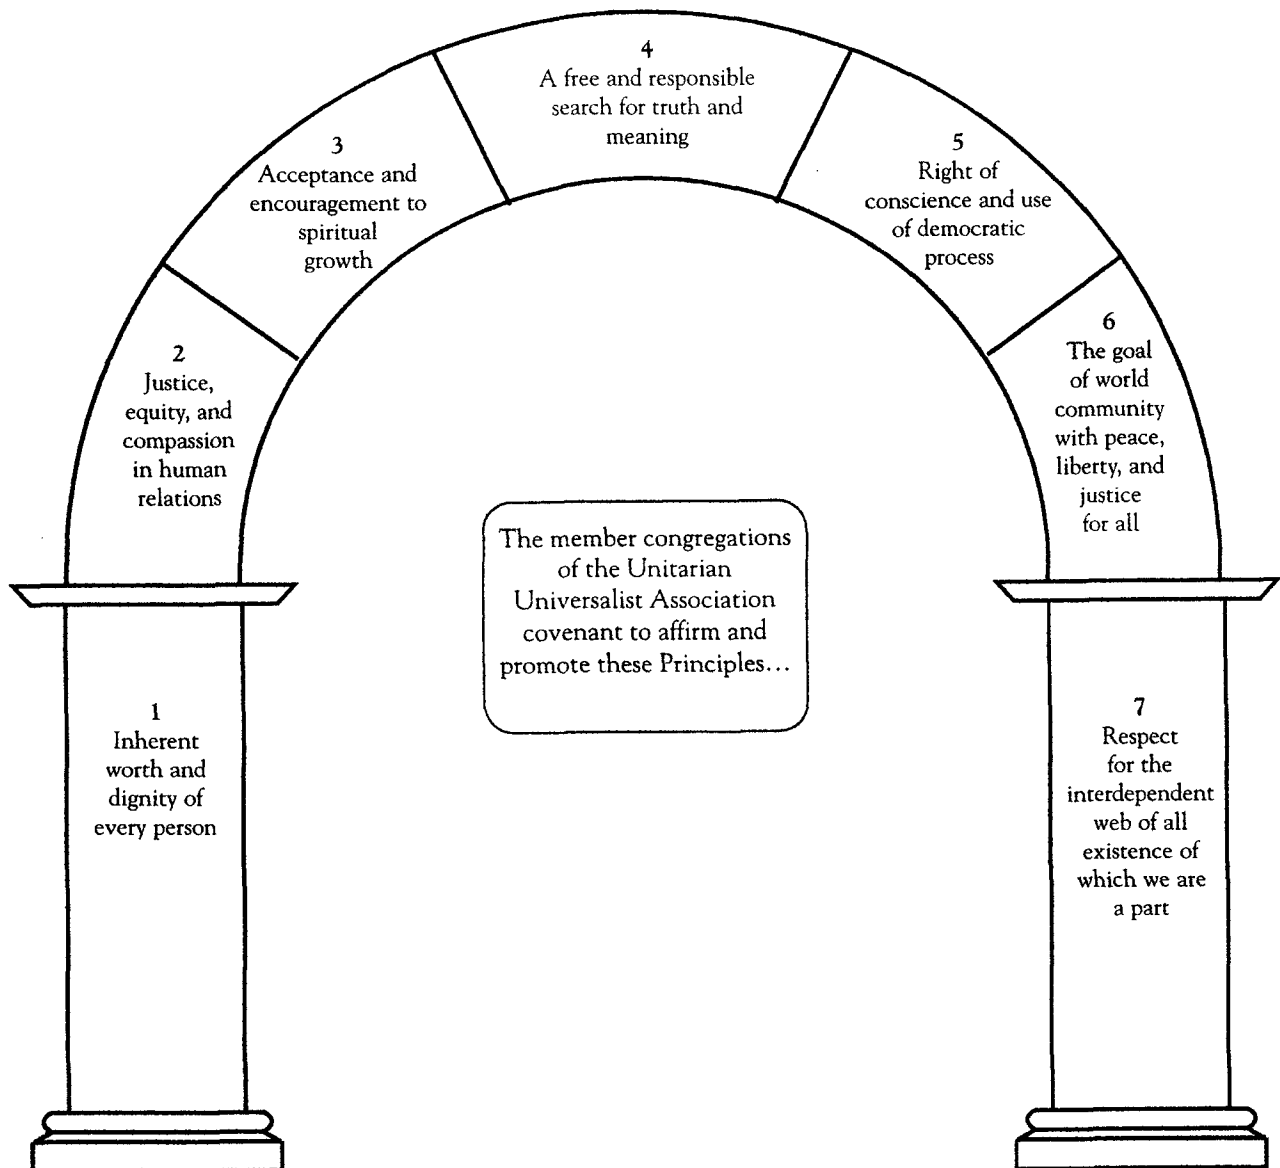 1
Inherent
worth and
dignity of
every person
2
Justice,
equity, and
compassion
in human
relations
3
Acceptance and
encouragement to
spiritual
growth
4
A free and responsible
search for truth and
meaning
5
Right of
conscience and use
of democratic
process
6
The goal
of world
community
with peace,
liberty, and
justice
for all
7
Respect
for the
interdependent
web of all
existence of
which we are
a part
The member congregations
of the Unitarian
Universalist Association
covenant to affirm and
promote these Principles...